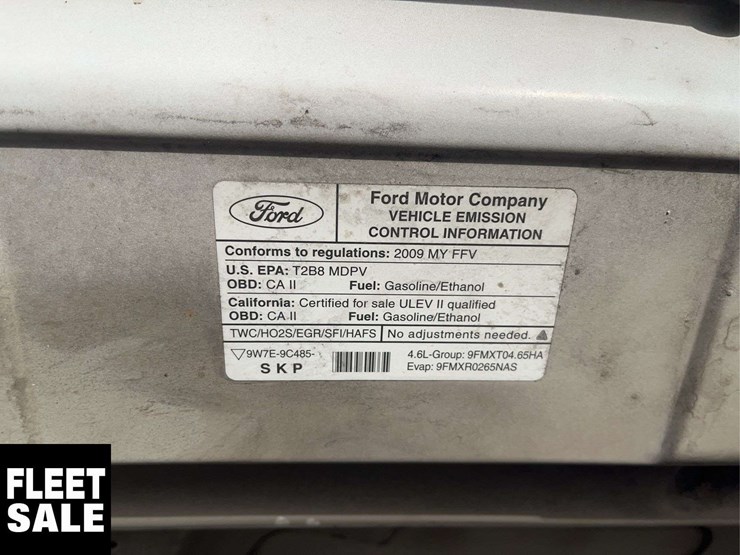 Ford
Ford Motor Company
VEHICLE EMISSION
CONTROL INFORMATION
Conforms to regulations: 2009 MY FFV
U.S. EPA: T2B8 MDPV
OBD: CA II Fuel: Gasoline/Ethanol
California: Certified for sale ULEV II qualified
OBD: CA II Fuel: Gasoline/Ethanol
TWC/HO2S/EGR/SFI/HAFS No adjustments needed.
9W7E-9C485-
SKP
4.6L-Group: 9FMXT04.65HA
Evap: 9FMXR0265NAS
FLEET
SALE